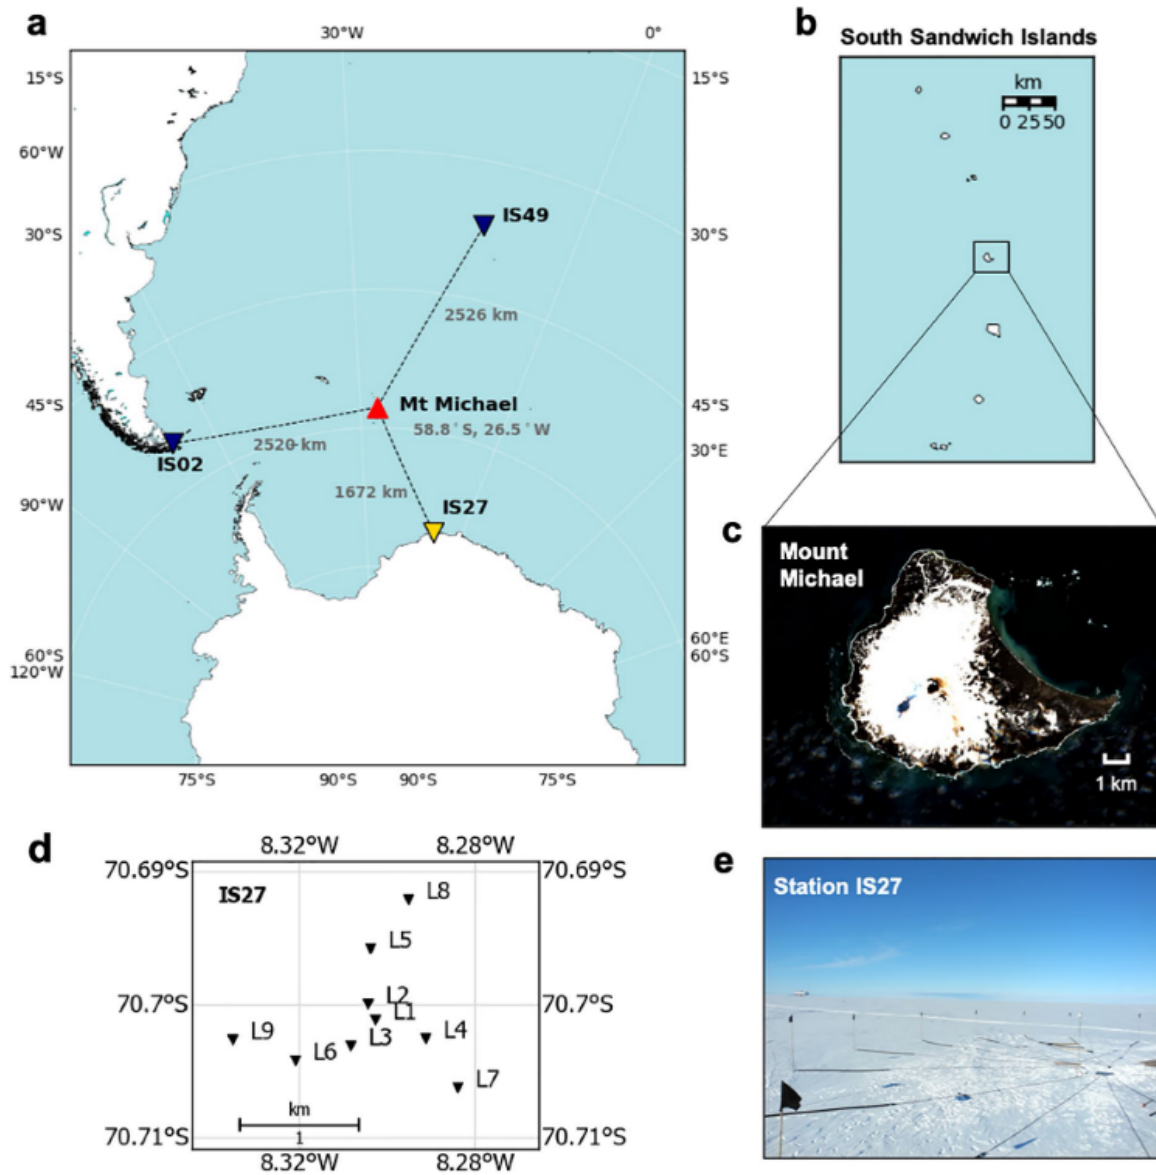 a
30°W
0°
15°S
15°S
60°W
30°S
30°S
IS49
2526 km
45°S
45°S
Mt Michael
58.8°S, 26.5°W
2520 km
IS02
30°E
1672 km
IS27
90°W
60°E
60°S
60°S
120°W
75°S
90°S
90°S
75°S
b
South Sandwich Islands
km
0 25 50
c
Mount
Michael
1 km
d
8.32°W
8.28°W
70.69°S
70.69°S
IS27
L8
L5
70.7°S
L2
70.7°S
L1
L9
L6
L3
L4
L7
km
1
70.71°S
70.71°S
8.32°W
8.28°W
e
Station IS27